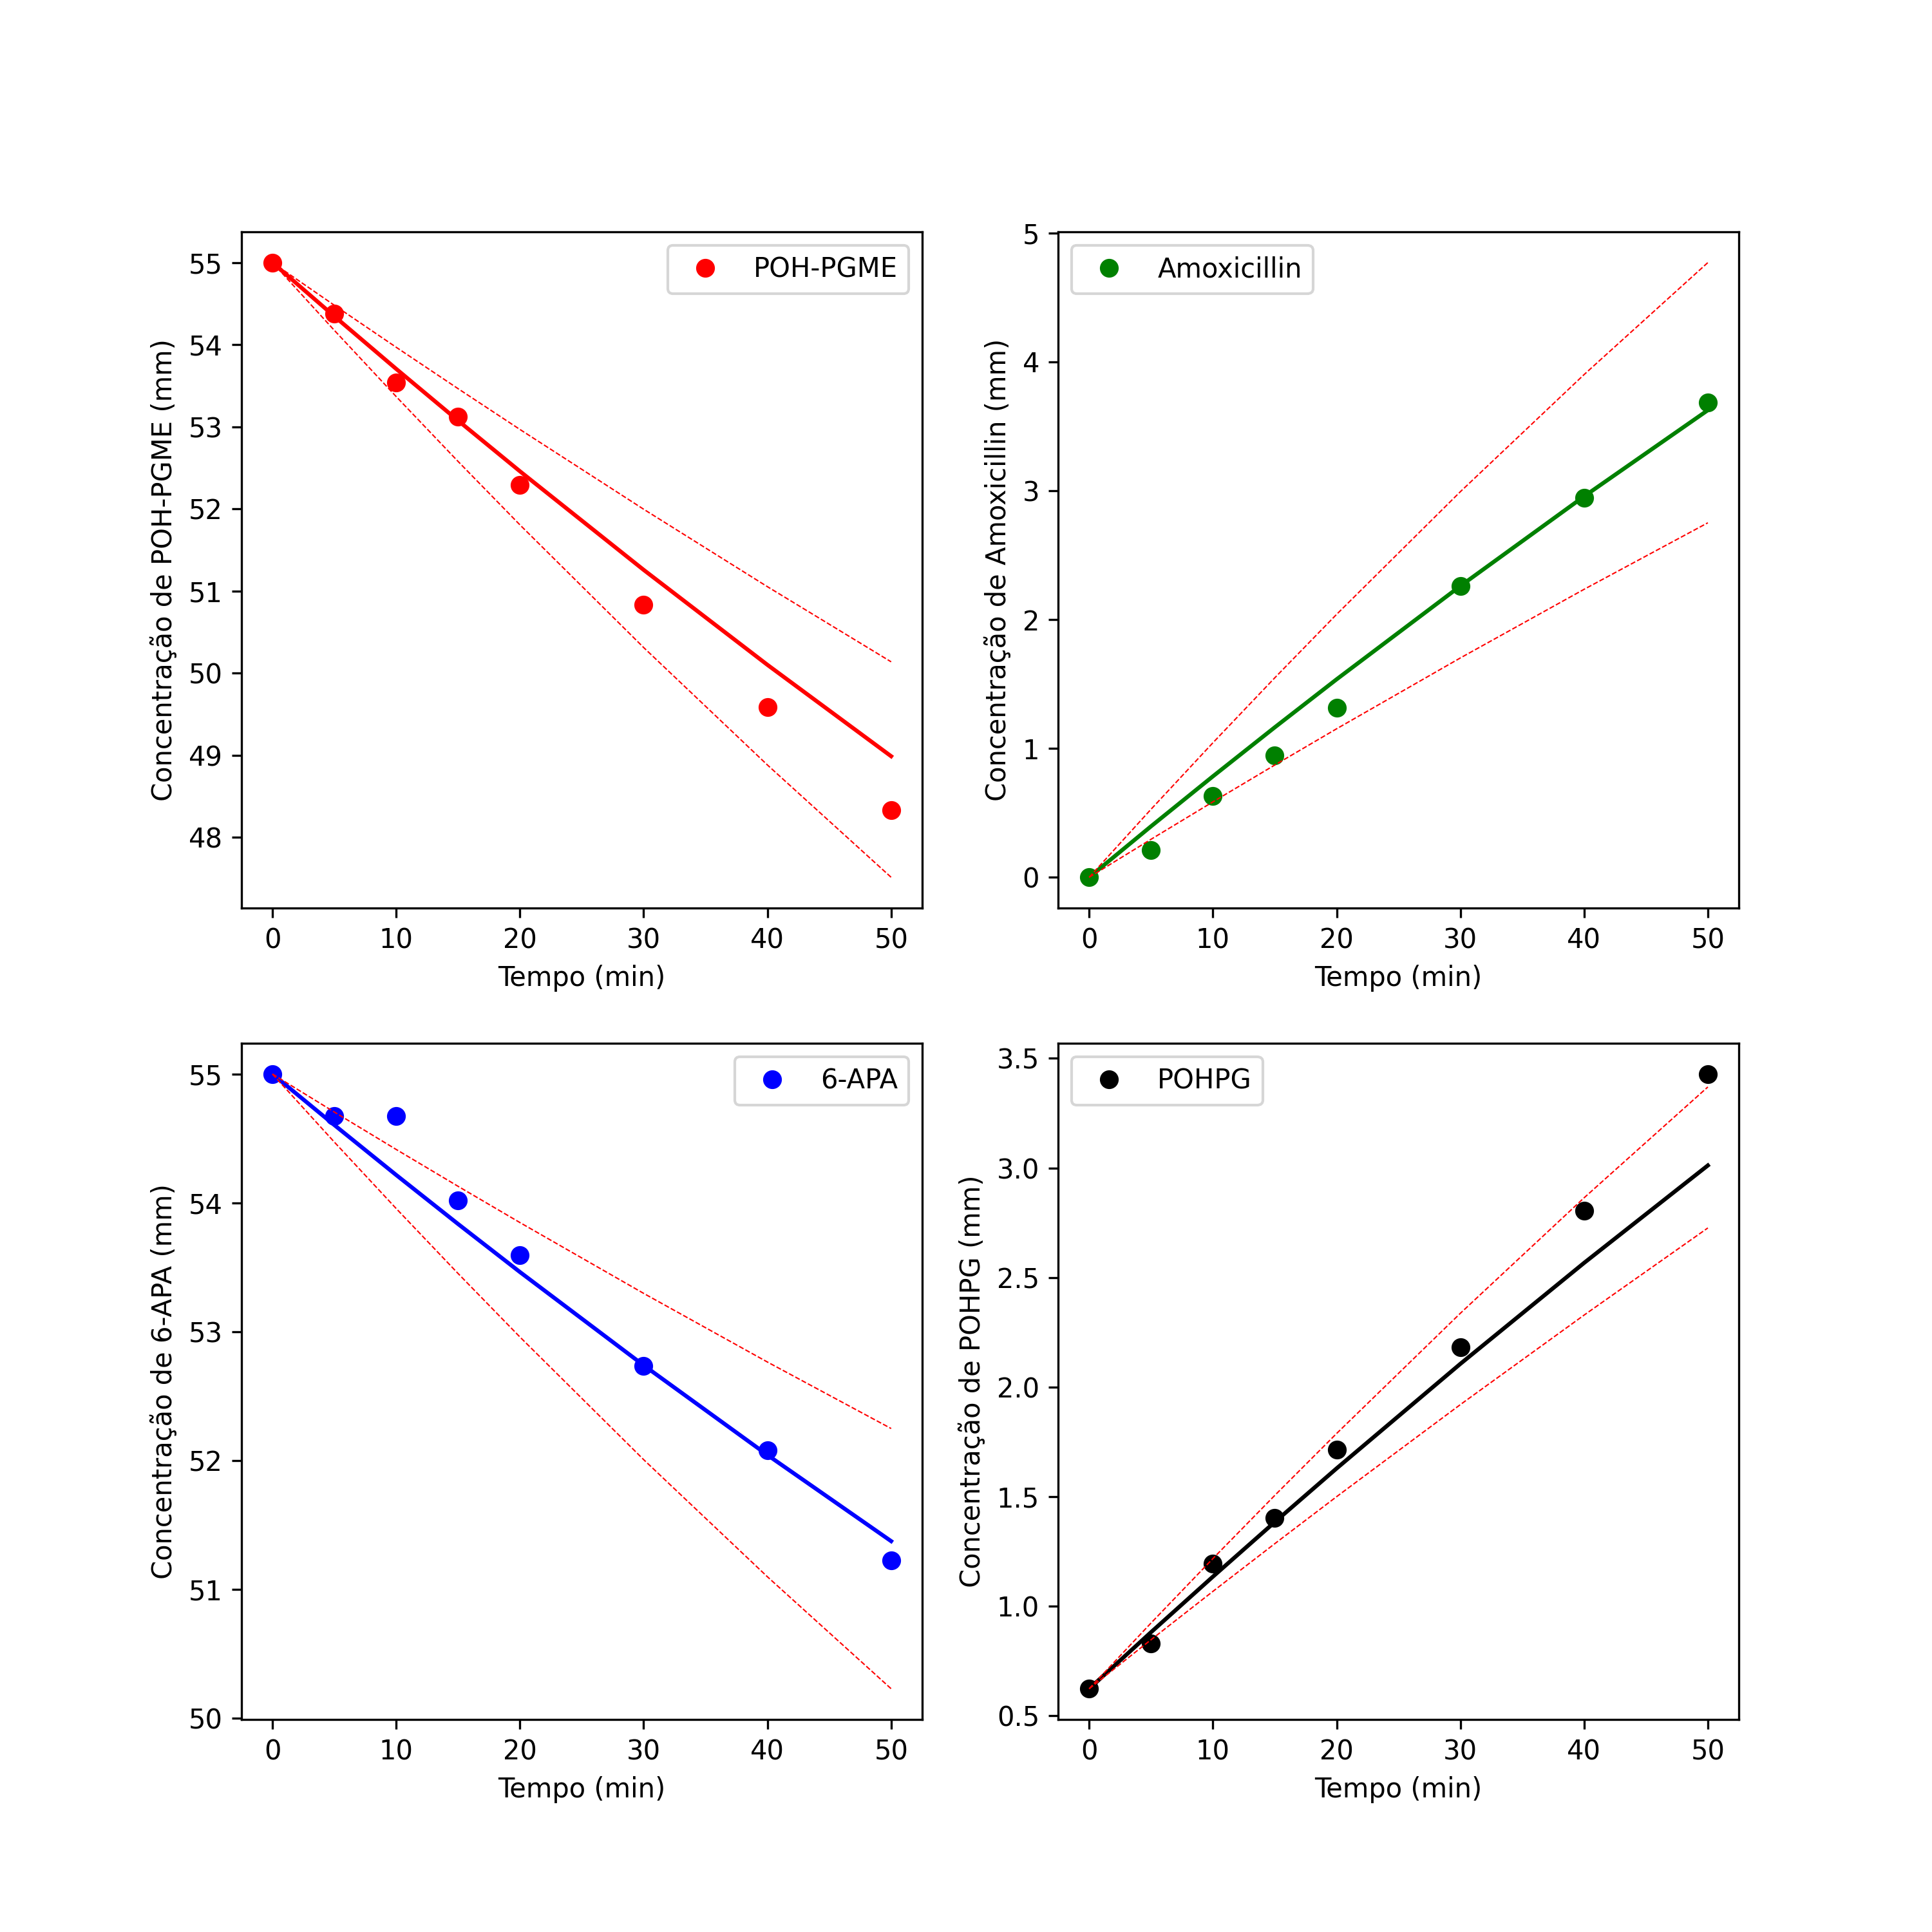 POH-PGME
Concentração de POH-PGME (mm)
55
54
53
52
51
50
49
48
0 10 20 30 40 50
Tempo (min)
Amoxicillin
Concentração de Amoxicillin (mm)
5
4
3
2
1
0
0 10 20 30 40 50
Tempo (min)
6-APA
Concentração de 6-APA (mm)
55
54
53
52
51
50
0 10 20 30 40 50
Tempo (min)
POHPG
Concentração de POHPG (mm)
3.5
3.0
2.5
2.0
1.5
1.0
0.5
0 10 20 30 40 50
Tempo (min)